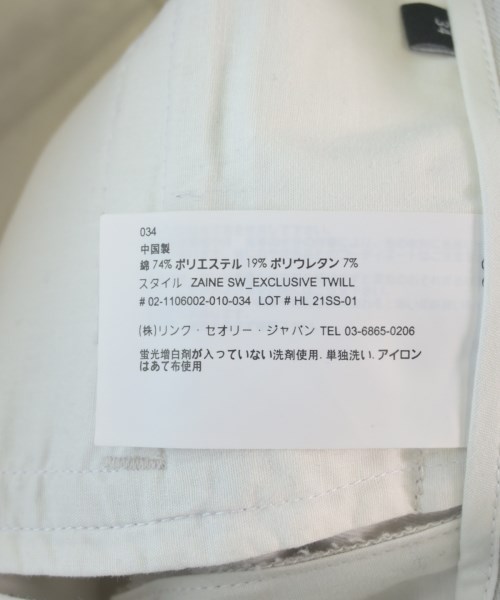 034
中国製
綿 74% ポリエステル 19% ポリウレタン 7%
スタイル ZAINE SW_EXCLUSIVE TWILL
# 02-1106002-010-034 LOT # HL 21SS-01
(株)リンク・セオリー・ジャパン TEL 03-6865-0206
蛍光増白剤が入っていない洗剤使用. 単独洗い. アイロン
はあて布使用